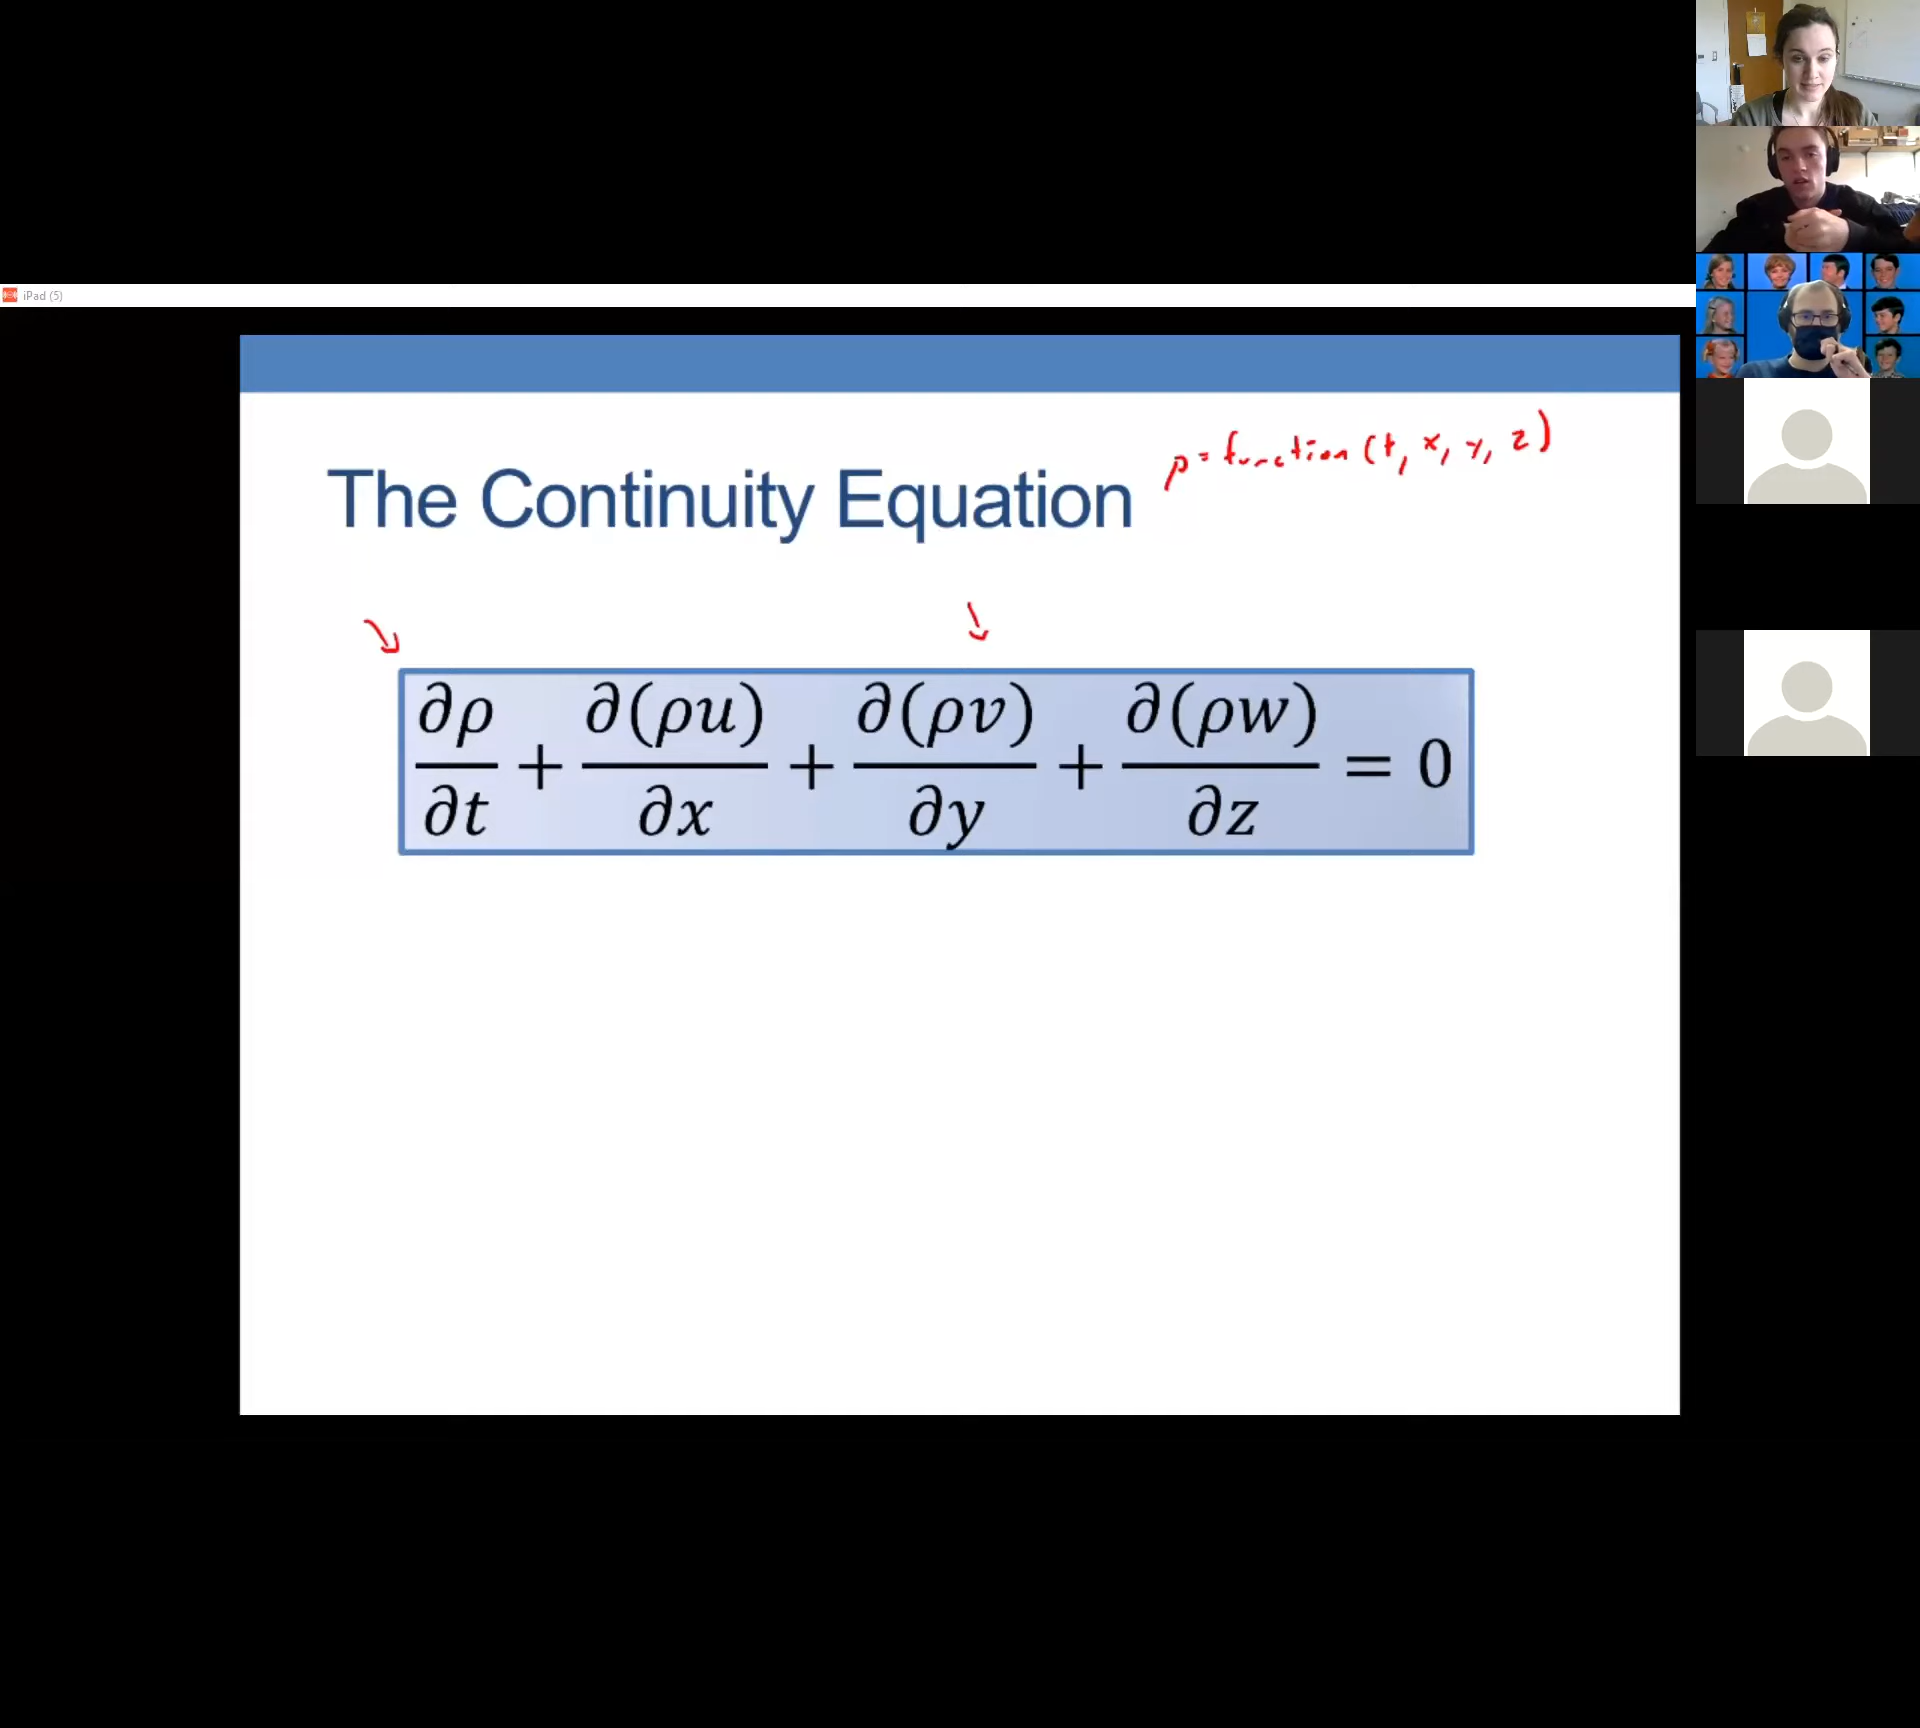 iPad (5)
ρ = function (t, x, y, z)
The Continuity Equation
∂ρ/∂t + ∂(ρu)/∂x + ∂(ρv)/∂y + ∂(ρw)/∂z = 0